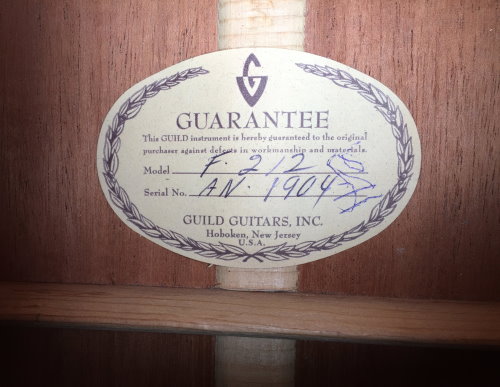 G
GUARANTEE
This GUILD instrument is hereby guaranteed to the original
purchaser against defects in workmanship and materials.
Model F-212
Serial No. AN-1904
GUILD GUITARS, INC.
Hoboken, New Jersey
U.S.A.